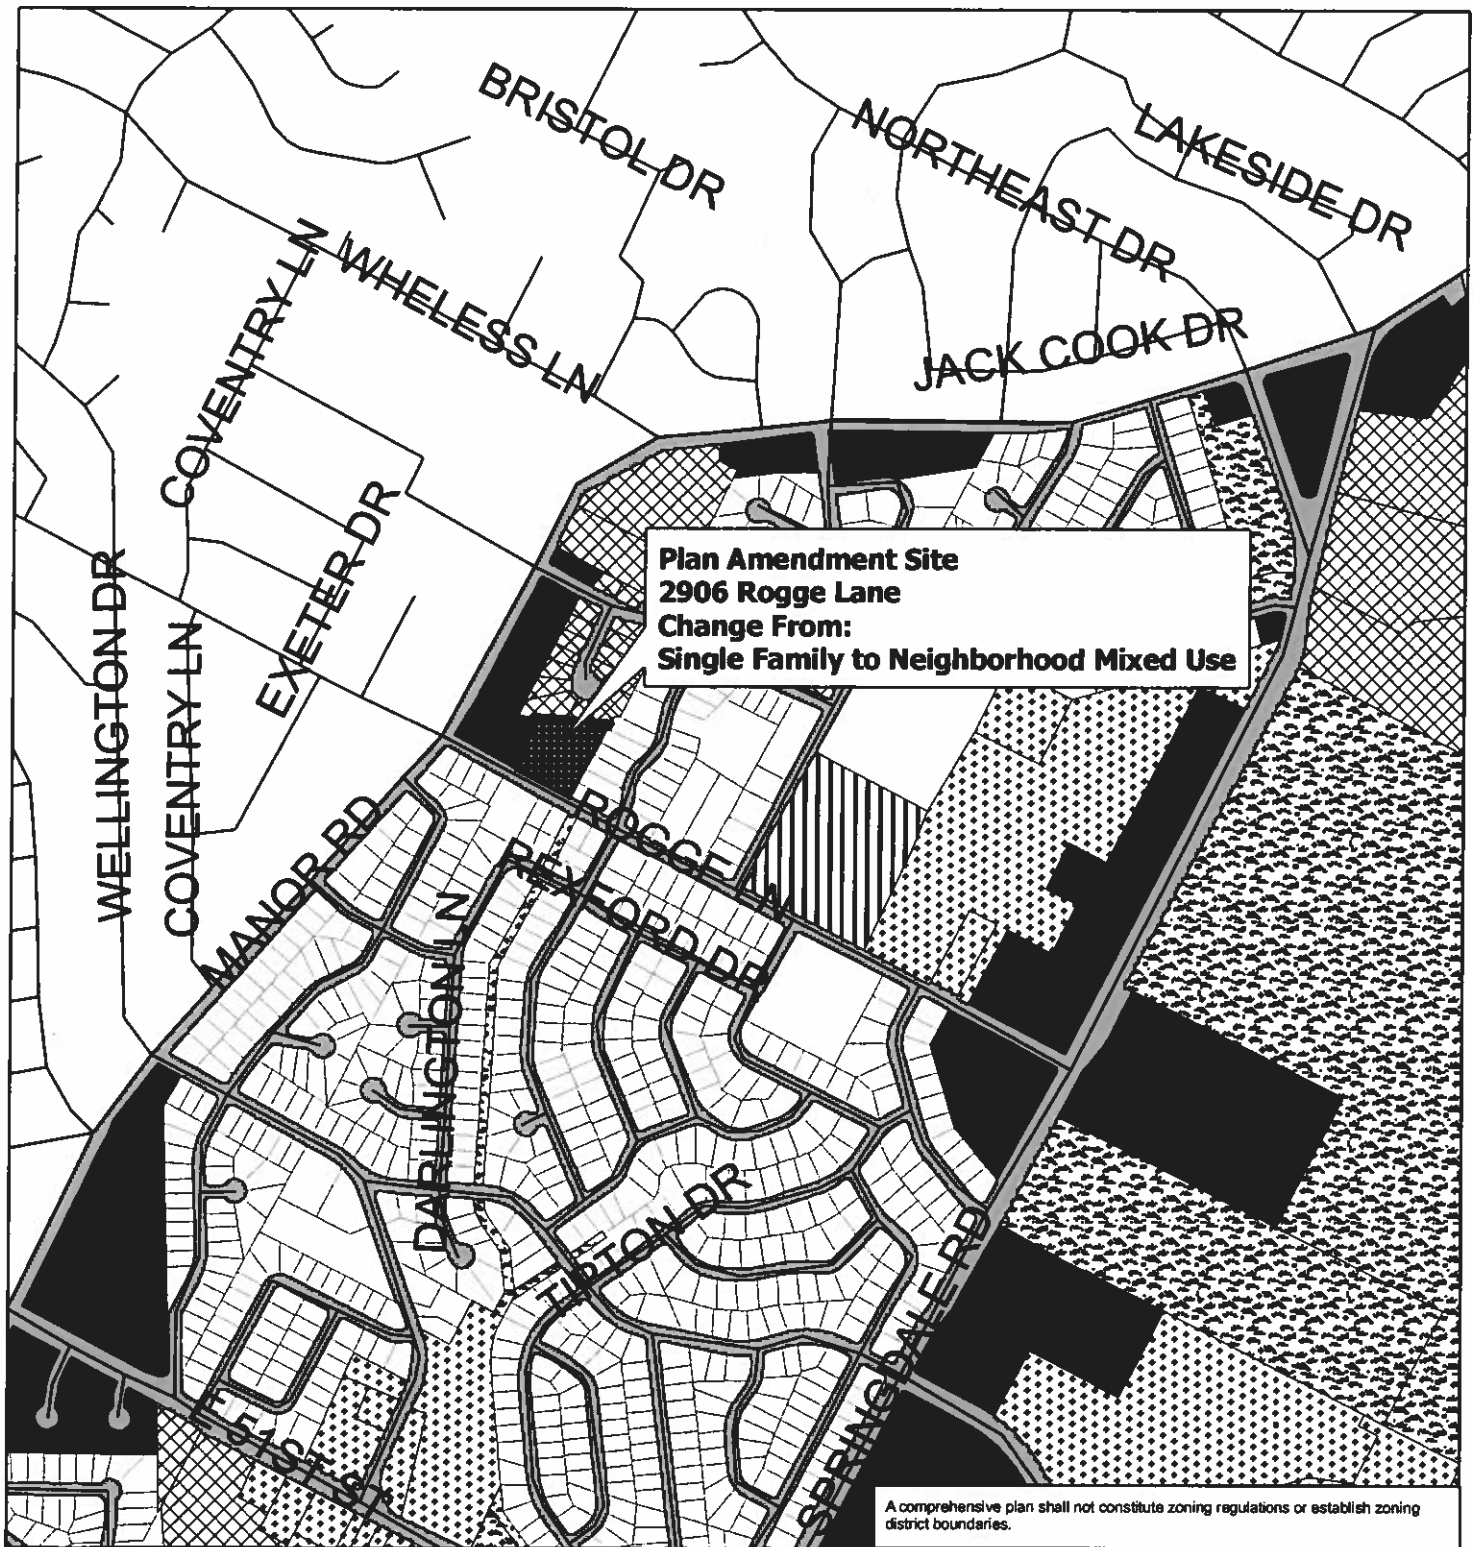 BRISTOL DR
NORTHEAST DR
LAKESIDE DR
COVENTRY LN
WHELESS LN
JACK COOK DR
EXETER DR
WELLINGTON DR
COVENTRY LN
Plan Amendment Site
2906 Rogge Lane
Change From:
Single Family to Neighborhood Mixed Use
MANOR RD
ROGGE LN
REXFORD DR
DARLINGTON LN
TIPTON DR
SPRINGDALE RD
E 51ST ST
A comprehensive plan shall not constitute zoning regulations or establish zoning
district boundaries.